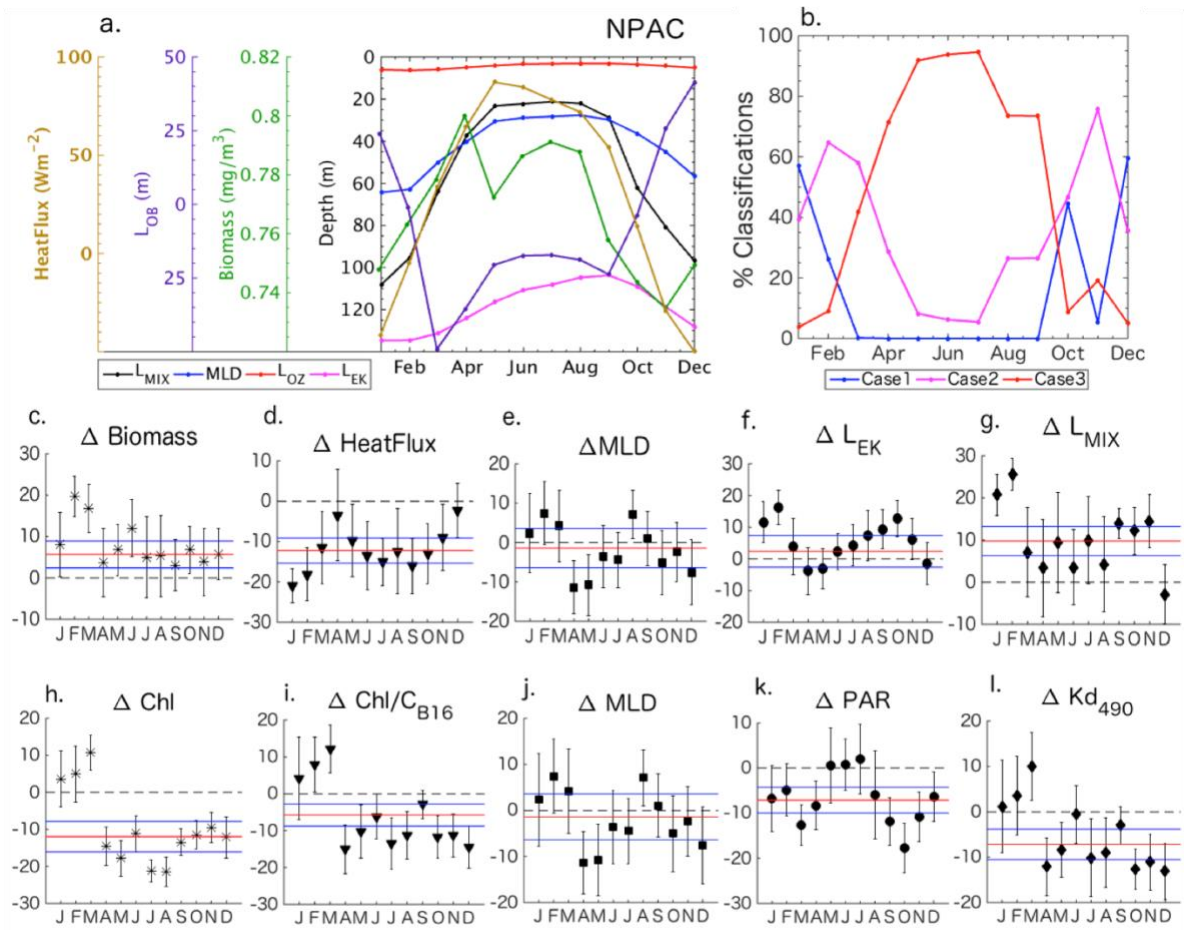 a.
NPAC
b.
HeatFlux (Wm⁻²)
100
50
0
L_OB (m)
50
25
0
25
Biomass (mg/m³)
0.82
0.8
0.78
0.76
0.74
Depth (m)
0
20
40
60
80
100
120
Feb Apr Jun Aug Oct Dec
L_MIX MLD L_OZ L_EK
% Classifications
100
80
60
40
20
0
Feb Apr Jun Aug Oct Dec
Case1 Case2 Case3
c.
Δ Biomass
30
20
10
0
-10
J F M A M J J A S O N D
d.
Δ HeatFlux
10
0
-10
-20
-30
J F M A M J J A S O N D
e.
ΔMLD
20
10
0
-10
-20
J F M A M J J A S O N D
f.
Δ L_EK
30
20
10
0
-10
-20
J F M A M J J A S O N D
g.
Δ L_MIX
30
20
10
0
-10
J F M A M J J A S O N D
h.
Δ Chl
20
10
0
-10
-20
-30
J F M A M J J A S O N D
i.
Δ Chl/C_B16
20
10
0
-10
-20
-30
J F M A M J J A S O N D
j.
Δ MLD
20
10
0
-10
-20
J F M A M J J A S O N D
k.
Δ PAR
10
0
-10
-20
-30
J F M A M J J A S O N D
l.
Δ Kd_490
20
10
0
-10
-20
J F M A M J J A S O N D